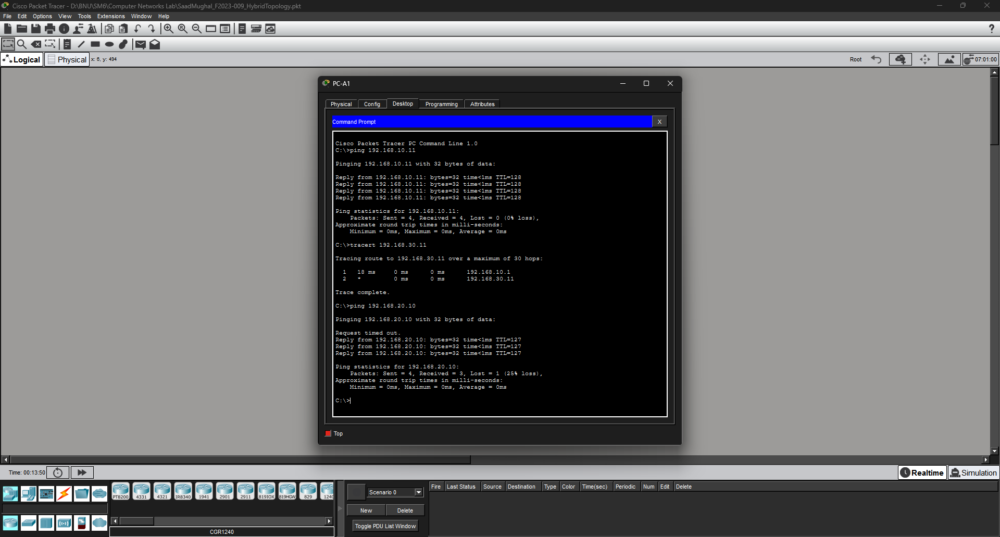 Cisco Packet Tracer - D:\BNU\SM6\Computer Networks Lab\SaadMughal_F2023-009_HybridTopology.pkt
File Edit Options View Tools Extensions Window Help
?
Logical Physical x: 6, y: 494 Root 07:01:00
PC-A1
Physical Config Desktop Programming Attributes
Command Prompt X
Cisco Packet Tracer PC Command Line 1.0
C:\>ping 192.168.10.11
Pinging 192.168.10.11 with 32 bytes of data:
Reply from 192.168.10.11: bytes=32 time<1ms TTL=128
Reply from 192.168.10.11: bytes=32 time<1ms TTL=128
Reply from 192.168.10.11: bytes=32 time<1ms TTL=128
Reply from 192.168.10.11: bytes=32 time<1ms TTL=128
Ping statistics for 192.168.10.11:
Packets: Sent = 4, Received = 4, Lost = 0 (0% loss),
Approximate round trip times in milli-seconds:
Minimum = 0ms, Maximum = 0ms, Average = 0ms
C:\>tracert 192.168.30.11
Tracing route to 192.168.30.11 over a maximum of 30 hops:
1 18 ms 0 ms 0 ms 192.168.10.1
2 * 0 ms 0 ms 192.168.30.11
Trace complete.
C:\>ping 192.168.20.10
Pinging 192.168.20.10 with 32 bytes of data:
Request timed out.
Reply from 192.168.20.10: bytes=32 time<1ms TTL=127
Reply from 192.168.20.10: bytes=32 time<1ms TTL=127
Reply from 192.168.20.10: bytes=32 time<1ms TTL=127
Ping statistics for 192.168.20.10:
Packets: Sent = 4, Received = 3, Lost = 1 (25% loss),
Approximate round trip times in milli-seconds:
Minimum = 0ms, Maximum = 0ms, Average = 0ms
C:\>
Top
Time: 00:13:50 Realtime Simulation
PT8200 4331 4321 IR8340 1941 2901 2911 819IOX 819HGW 829 1240
CGR1240
Scenario 0
New Delete
Toggle PDU List Window
Fire Last Status Source Destination Type Color Time(sec) Periodic Num Edit Delete